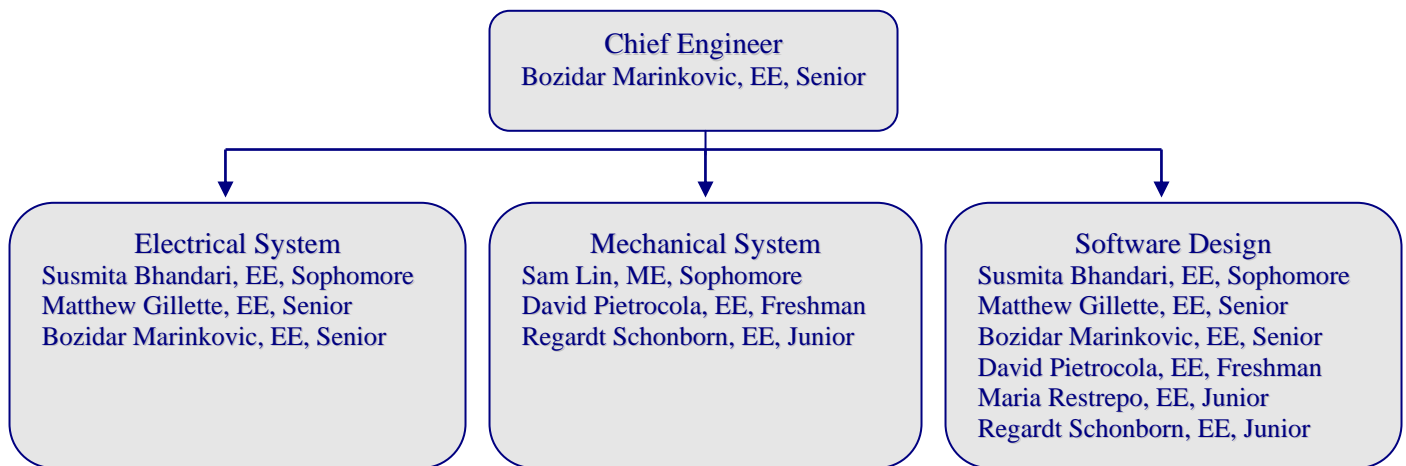 Chief Engineer
Bozidar Marinkovic, EE, Senior
Electrical System
Susmita Bhandari, EE, Sophomore
Matthew Gillette, EE, Senior
Bozidar Marinkovic, EE, Senior
Mechanical System
Sam Lin, ME, Sophomore
David Pietrocola, EE, Freshman
Regardt Schonborn, EE, Junior
Software Design
Susmita Bhandari, EE, Sophomore
Matthew Gillette, EE, Senior
Bozidar Marinkovic, EE, Senior
David Pietrocola, EE, Freshman
Maria Restrepo, EE, Junior
Regardt Schonborn, EE, Junior